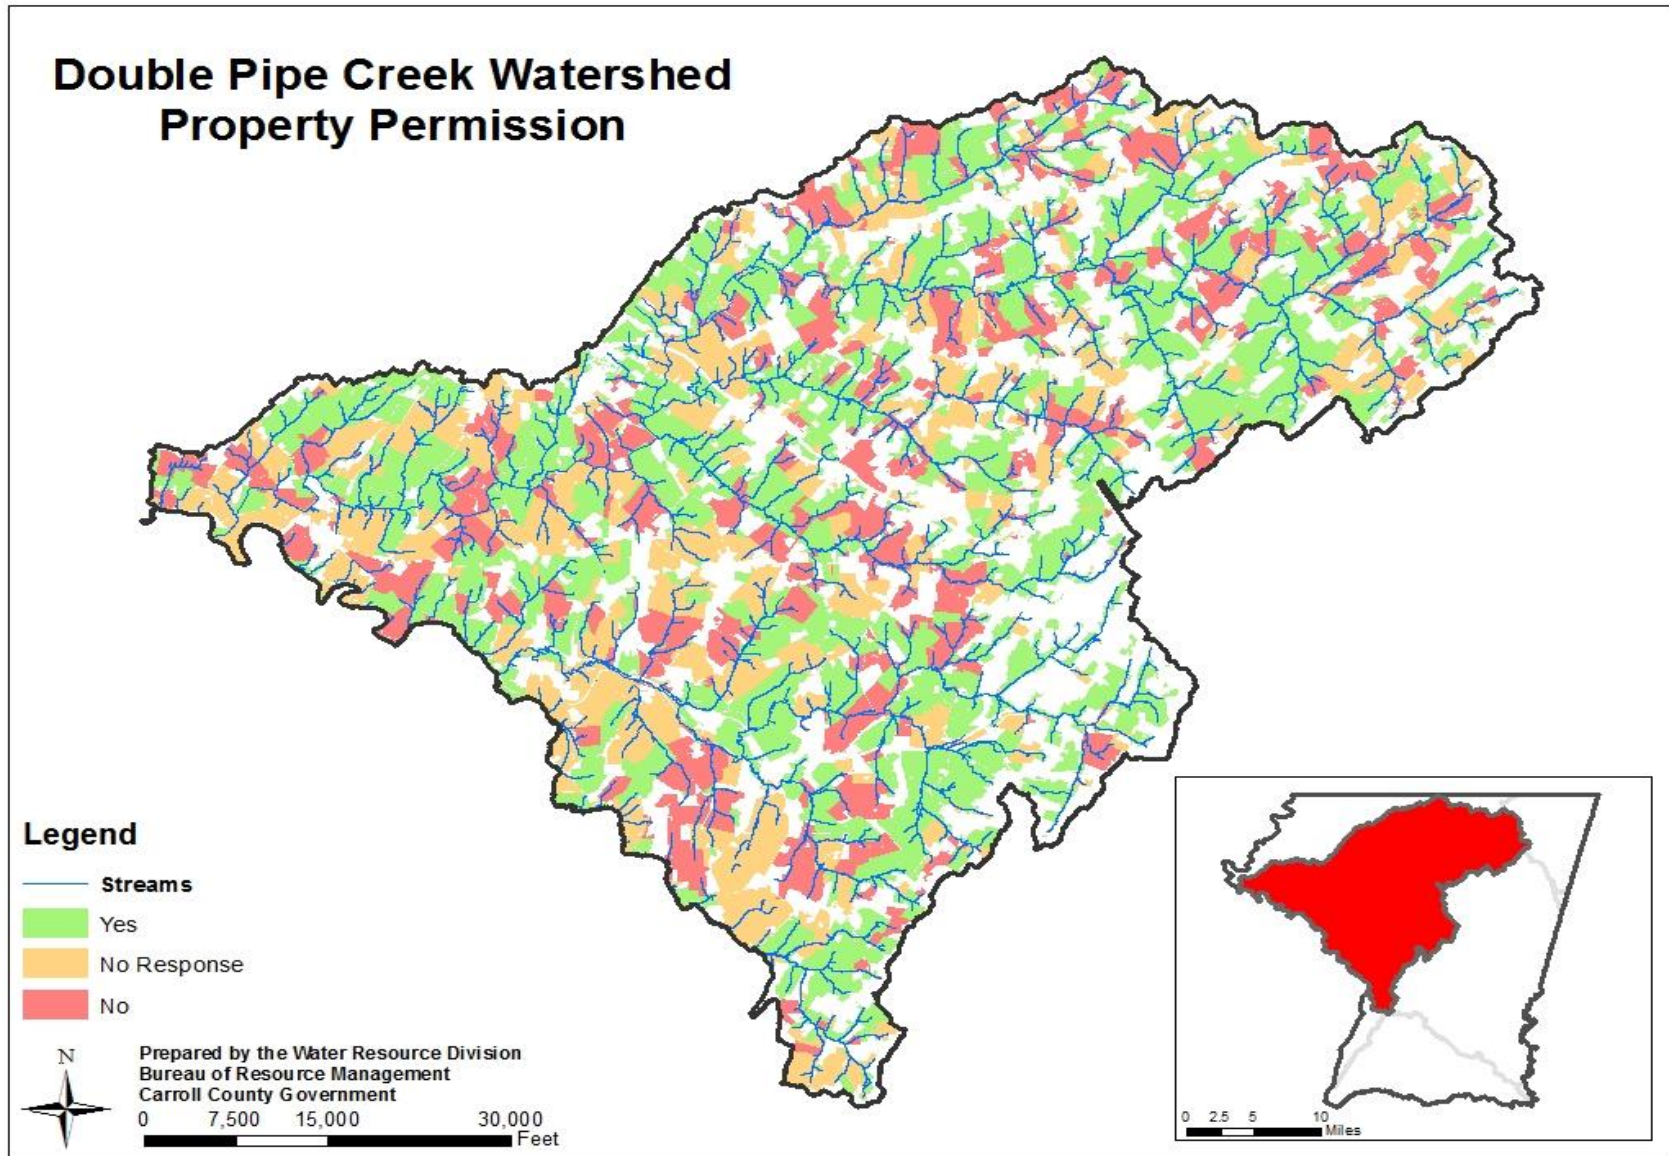 Double Pipe Creek Watershed
Property Permission
Legend
Streams
Yes
No Response
No
N
Prepared by the Water Resource Division
Bureau of Resource Management
Carroll County Government
0 7,500 15,000 30,000
Feet
0 2.5 5 10
Miles